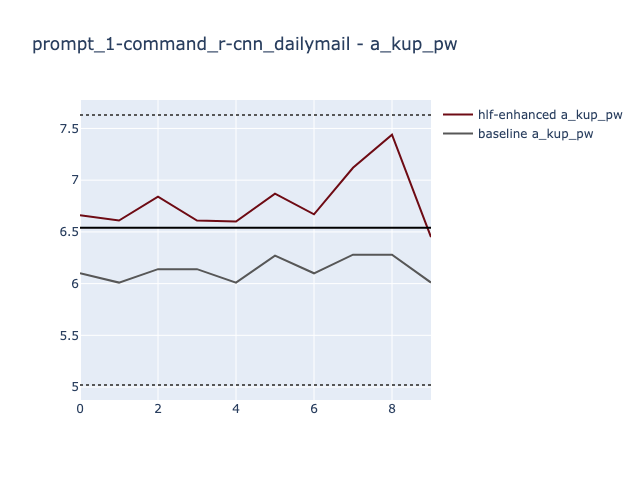 prompt_1-command_r-cnn_dailymail - a_kup_pw
hlf-enhanced a_kup_pw
baseline a_kup_pw
7.5
7
6.5
6
5.5
5
0 2 4 6 8